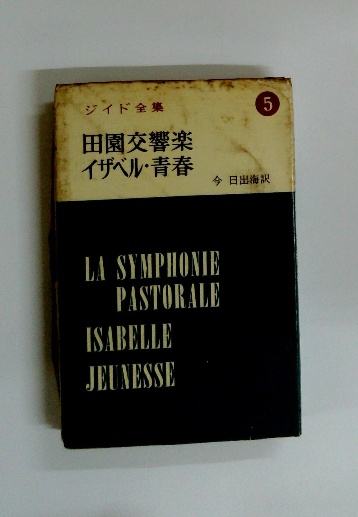 ジイド全集
5
田園交響楽
イザベル・青春
今 日出海訳
LA SYMPHONIE
PASTORALE
ISABELLE
JEUNESSE